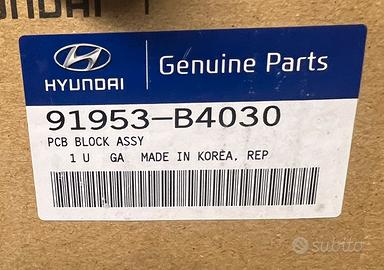 HYUNDAI
Genuine Parts
91953-B4030
PCB BLOCK ASSY
1 U GA MADE IN KOREA, REP
subito